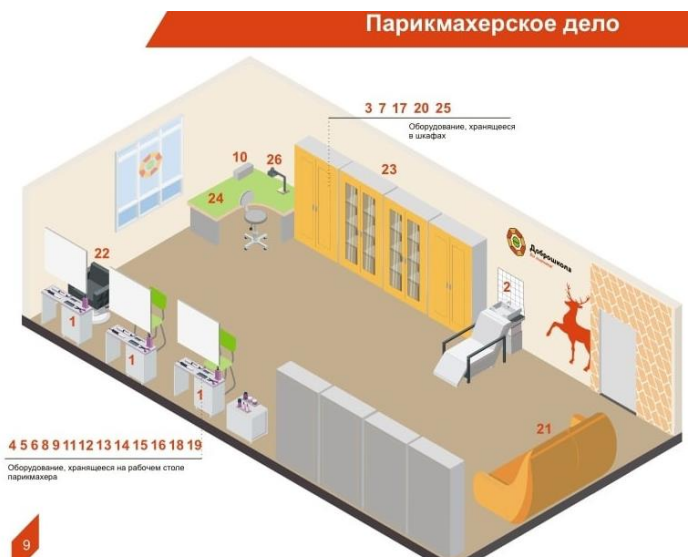 Парикмахерское дело
3 7 17 20 25
Оборудование, хранящееся
в шкафах
10
26
23
24
22
Доброшкола
2
1
1
1
21
4 5 6 8 9 11 12 13 14 15 16 18 19
Оборудование, хранящееся на рабочем столе
парикмахера
9